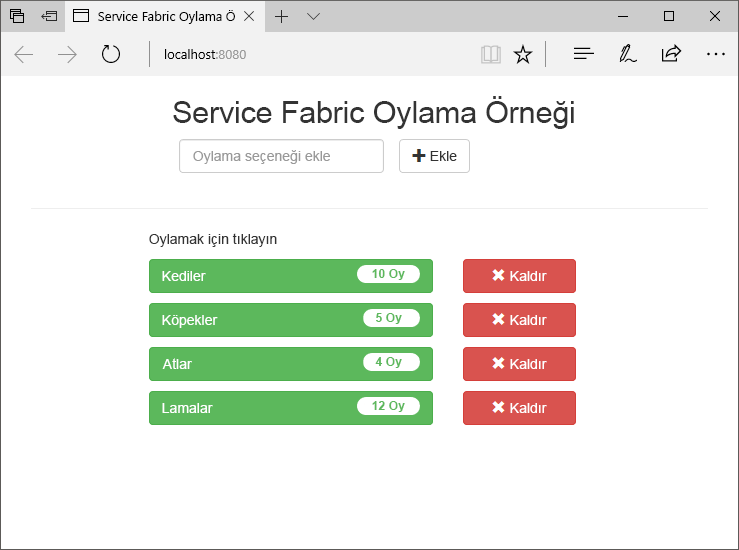 Service Fabric Oylama Ö
localhost:8080
Service Fabric Oylama Örneği
Oylama seçeneği ekle
Ekle
Oylamak için tıklayın
Kediler 10 Oy Kaldır
Köpekler 5 Oy Kaldır
Atlar 4 Oy Kaldır
Lamalar 12 Oy Kaldır